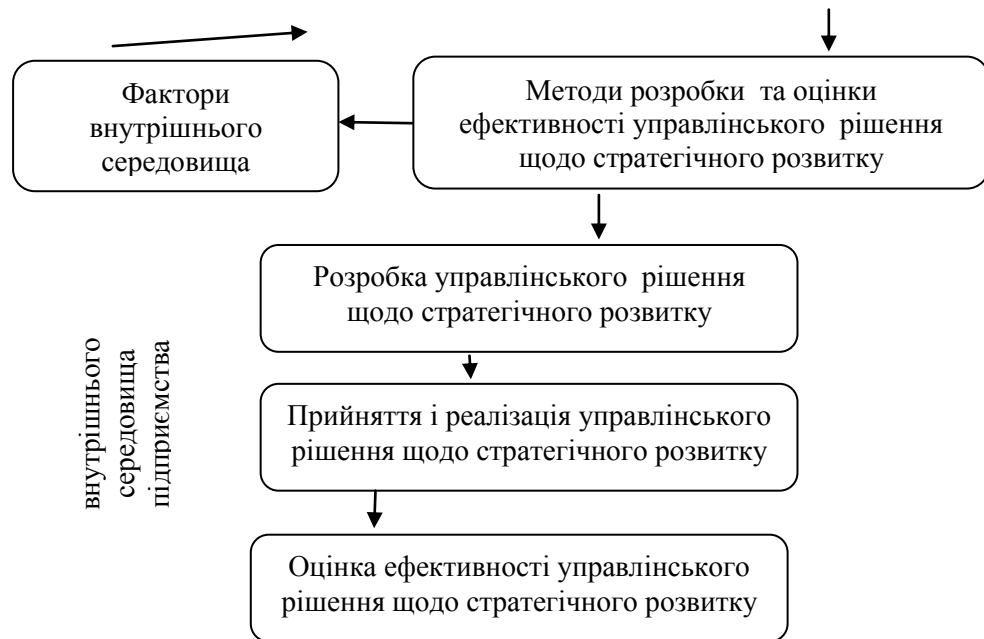 Фактори
внутрішнього
середовища
Методи розробки та оцінки
ефективності управлінського рішення
щодо стратегічного розвитку
Розробка управлінського рішення
щодо стратегічного розвитку
внутрішнього
середовища
підприємства
Прийняття і реалізація управлінського
рішення щодо стратегічного розвитку
Оцінка ефективності управлінського
рішення щодо стратегічного розвитку